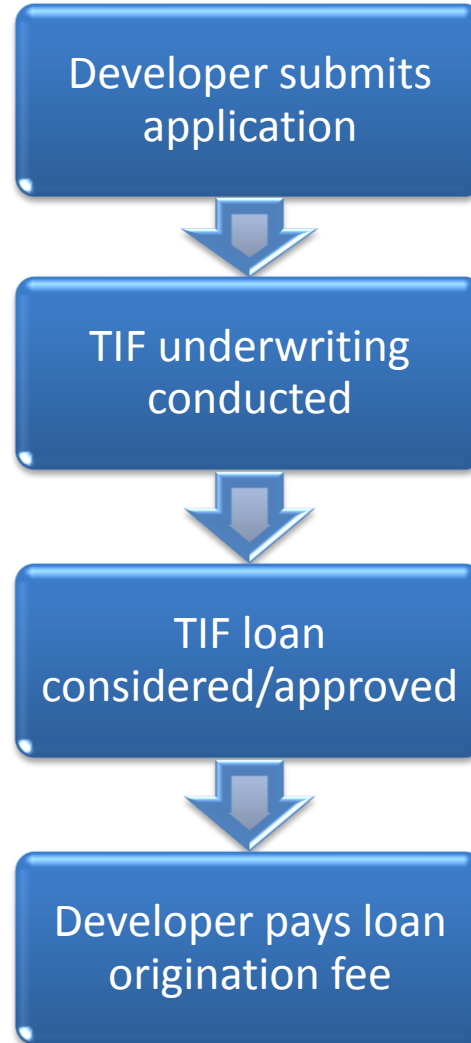 Developer submits
application
TIF underwriting
conducted
TIF loan
considered/approved
Developer pays loan
origination fee